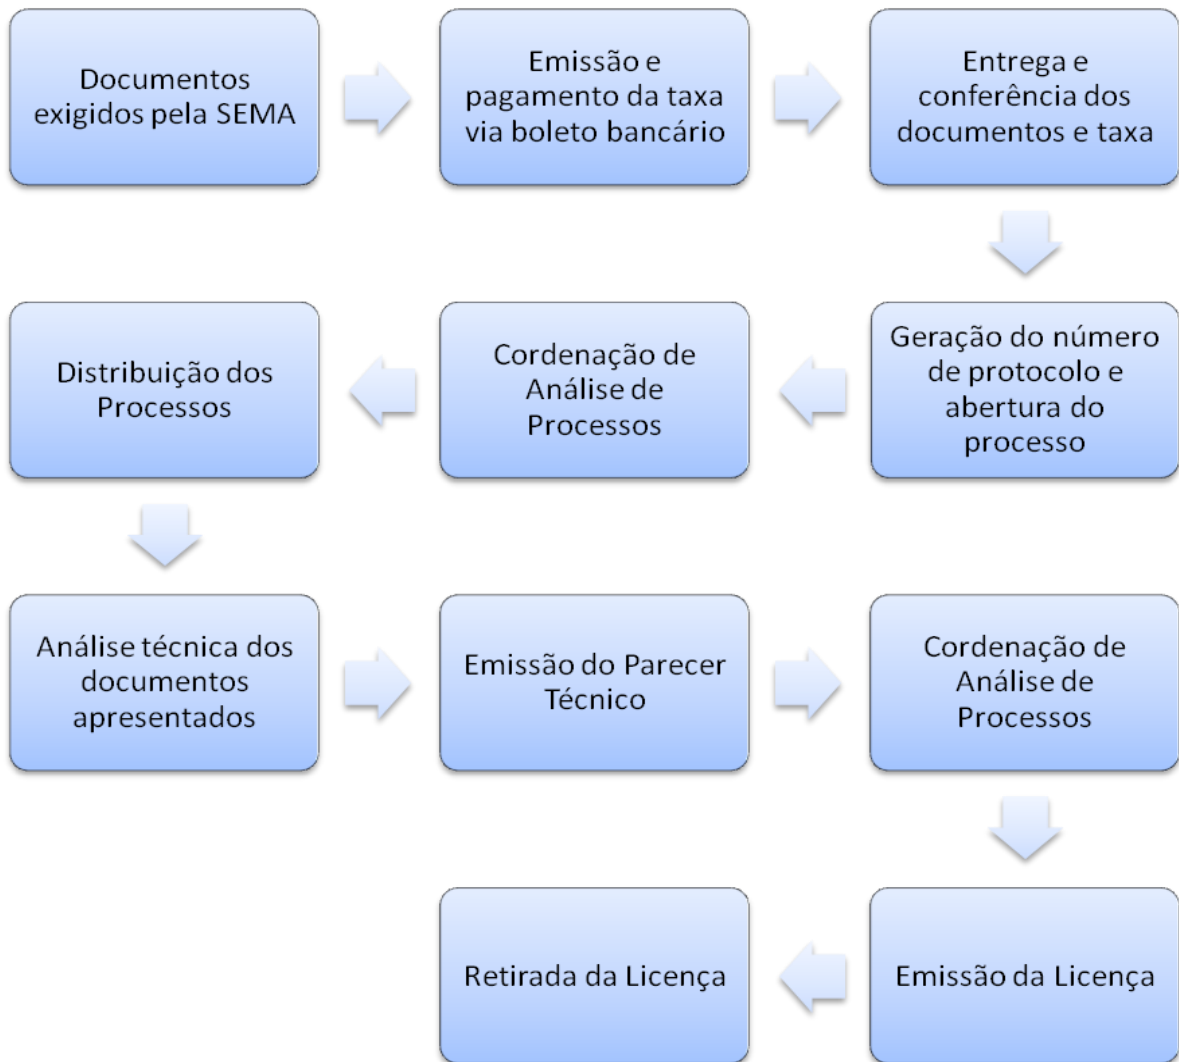 Documentos
exigidos pela SEMA
Emissão e
pagamento da taxa
via boleto bancário
Entrega e
conferência dos
documentos e taxa
Geração do número
de protocolo e
abertura do
processo
Cordenação de
Análise de
Processos
Distribuição dos
Processos
Análise técnica dos
documentos
apresentados
Emissão do Parecer
Técnico
Cordenação de
Análise de
Processos
Emissão da Licença
Retirada da Licença